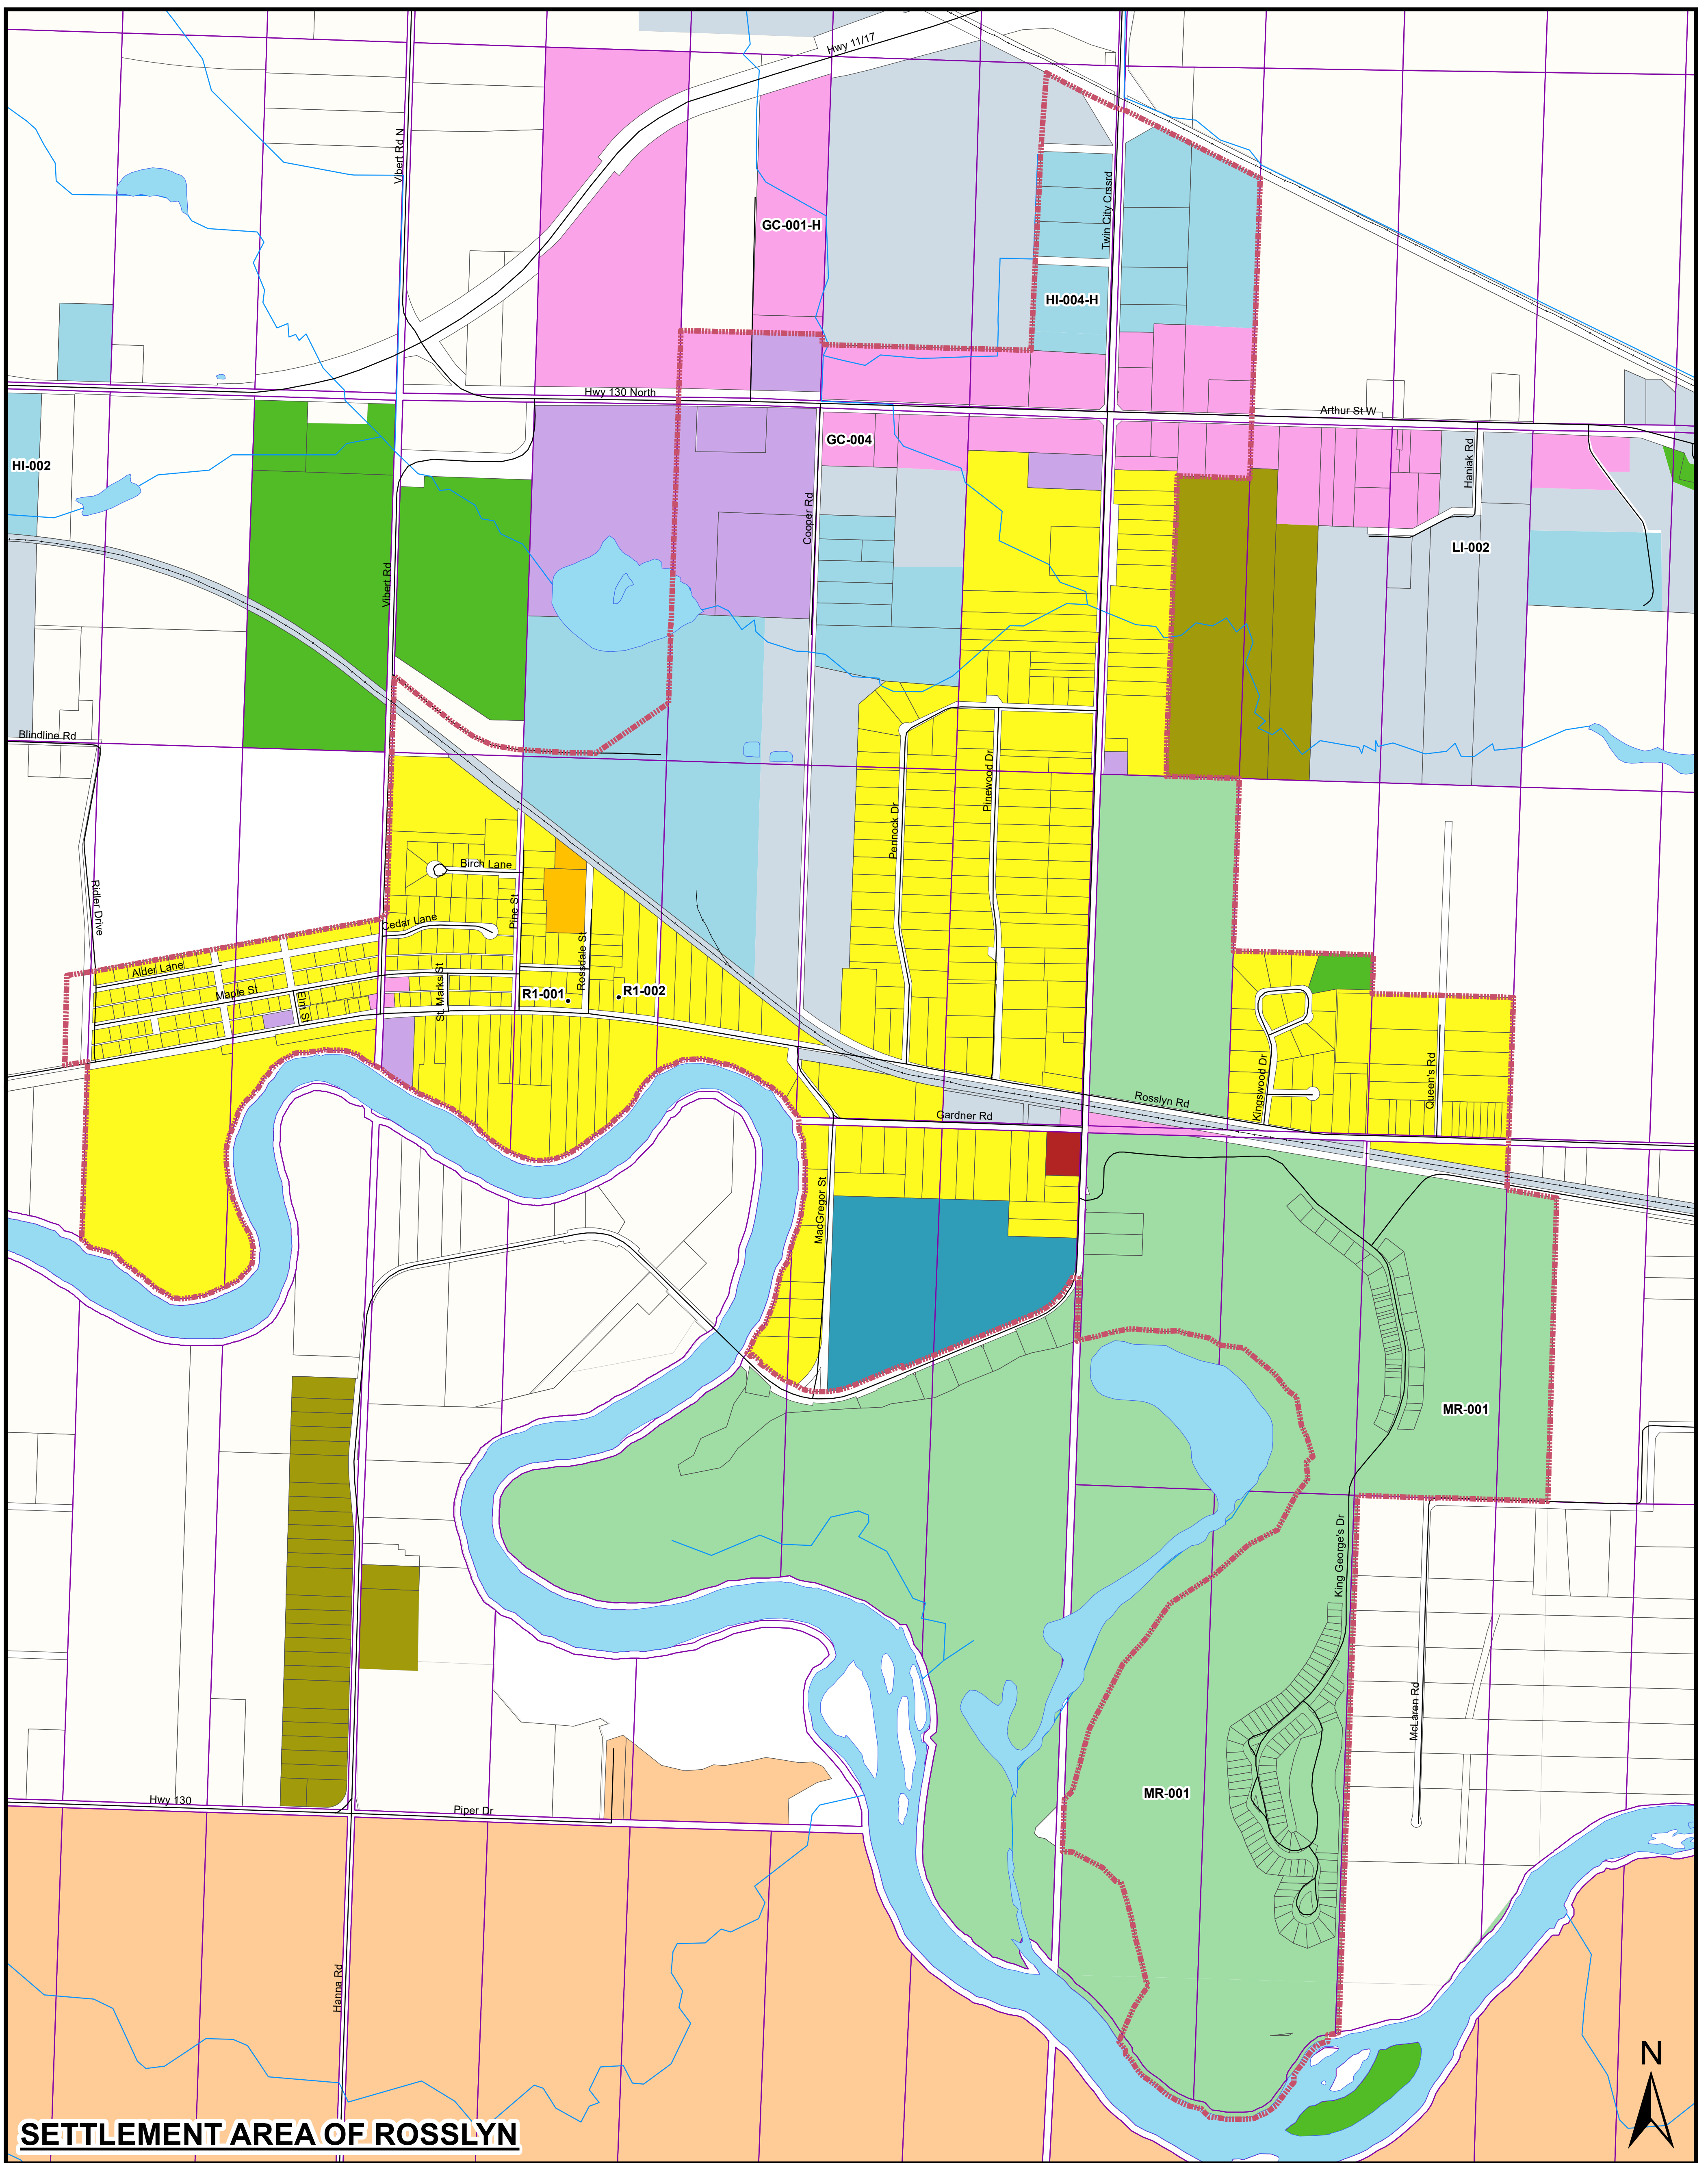 Hwy 11/17
Vibert Rd N
Twin City Crssrd
GC-001-H
HI-004-H
Hwy 130 North
Arthur St W
GC-004
HI-002
Cooper Rd
Haniak Rd
LI-002
Vibert Rd
Blindline Rd
Pinewood Dr
Pennock Dr
Birch Lane
Ridler Drive
Pine St
Cedar Lane
Rossdale St
Alder Lane
St. Marks St
Maple St
Elm St
R1-001
R1-002
Kingswood Dr
Queen's Rd
Rosslyn Rd
Gardner Rd
MacGregor St
MR-001
King George's Dr
McLaren Rd
MR-001
Hwy 130
Piper Dr
Hanna Rd
N
SETTLEMENT AREA OF ROSSLYN